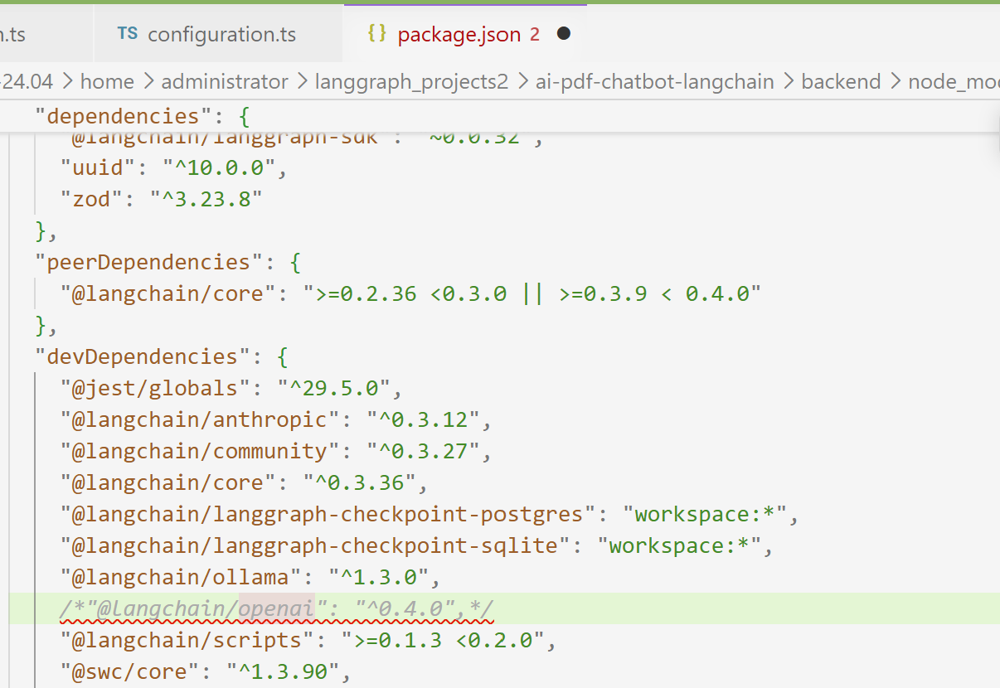 .ts
TS configuration.ts
{} package.json 2 ●
-24.04 > home > administrator > langgraph_projects2 > ai-pdf-chatbot-langchain > backend > node_mo
"dependencies": {
"@langchain/langgraph-sdk": "~0.0.32",
"uuid": "^10.0.0",
"zod": "^3.23.8"
},
"peerDependencies": {
"@langchain/core": ">=0.2.36 <0.3.0 || >=0.3.9 < 0.4.0"
},
"devDependencies": {
"@jest/globals": "^29.5.0",
"@langchain/anthropic": "^0.3.12",
"@langchain/community": "^0.3.27",
"@langchain/core": "^0.3.36",
"@langchain/langgraph-checkpoint-postgres": "workspace:*",
"@langchain/langgraph-checkpoint-sqlite": "workspace:*",
"@langchain/ollama": "^1.3.0",
/*"@langchain/openai": "^0.4.0",*/
"@langchain/scripts": ">=0.1.3 <0.2.0",
"@swc/core": "^1.3.90",